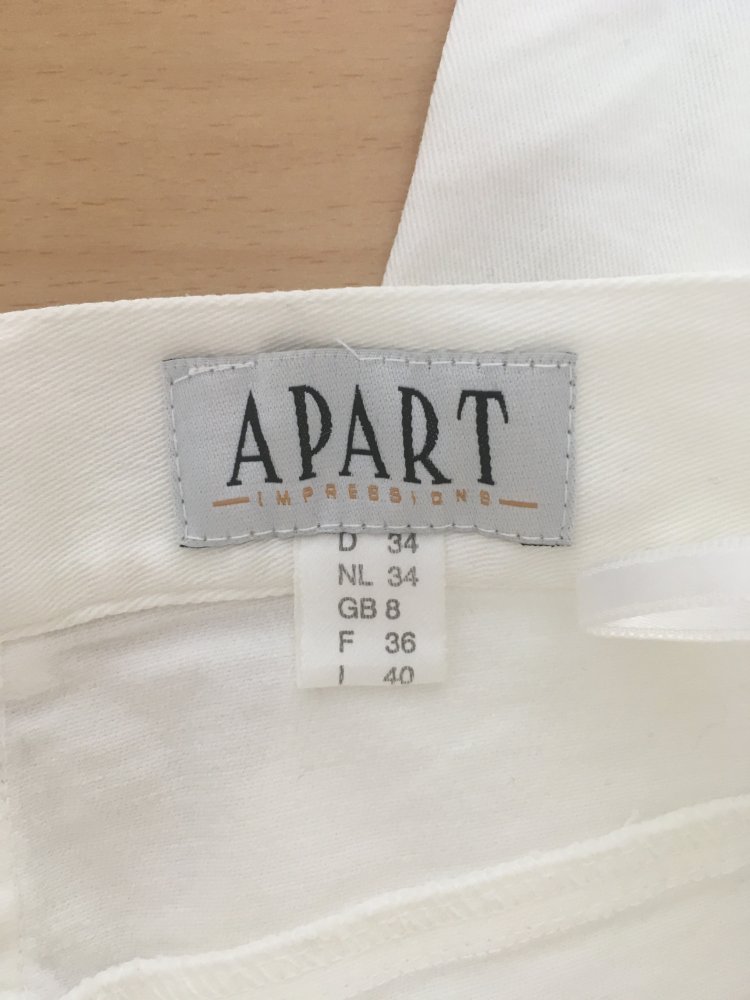 APART
IMPRESSIONS
D 34
NL 34
GB 8
F 36
I 40